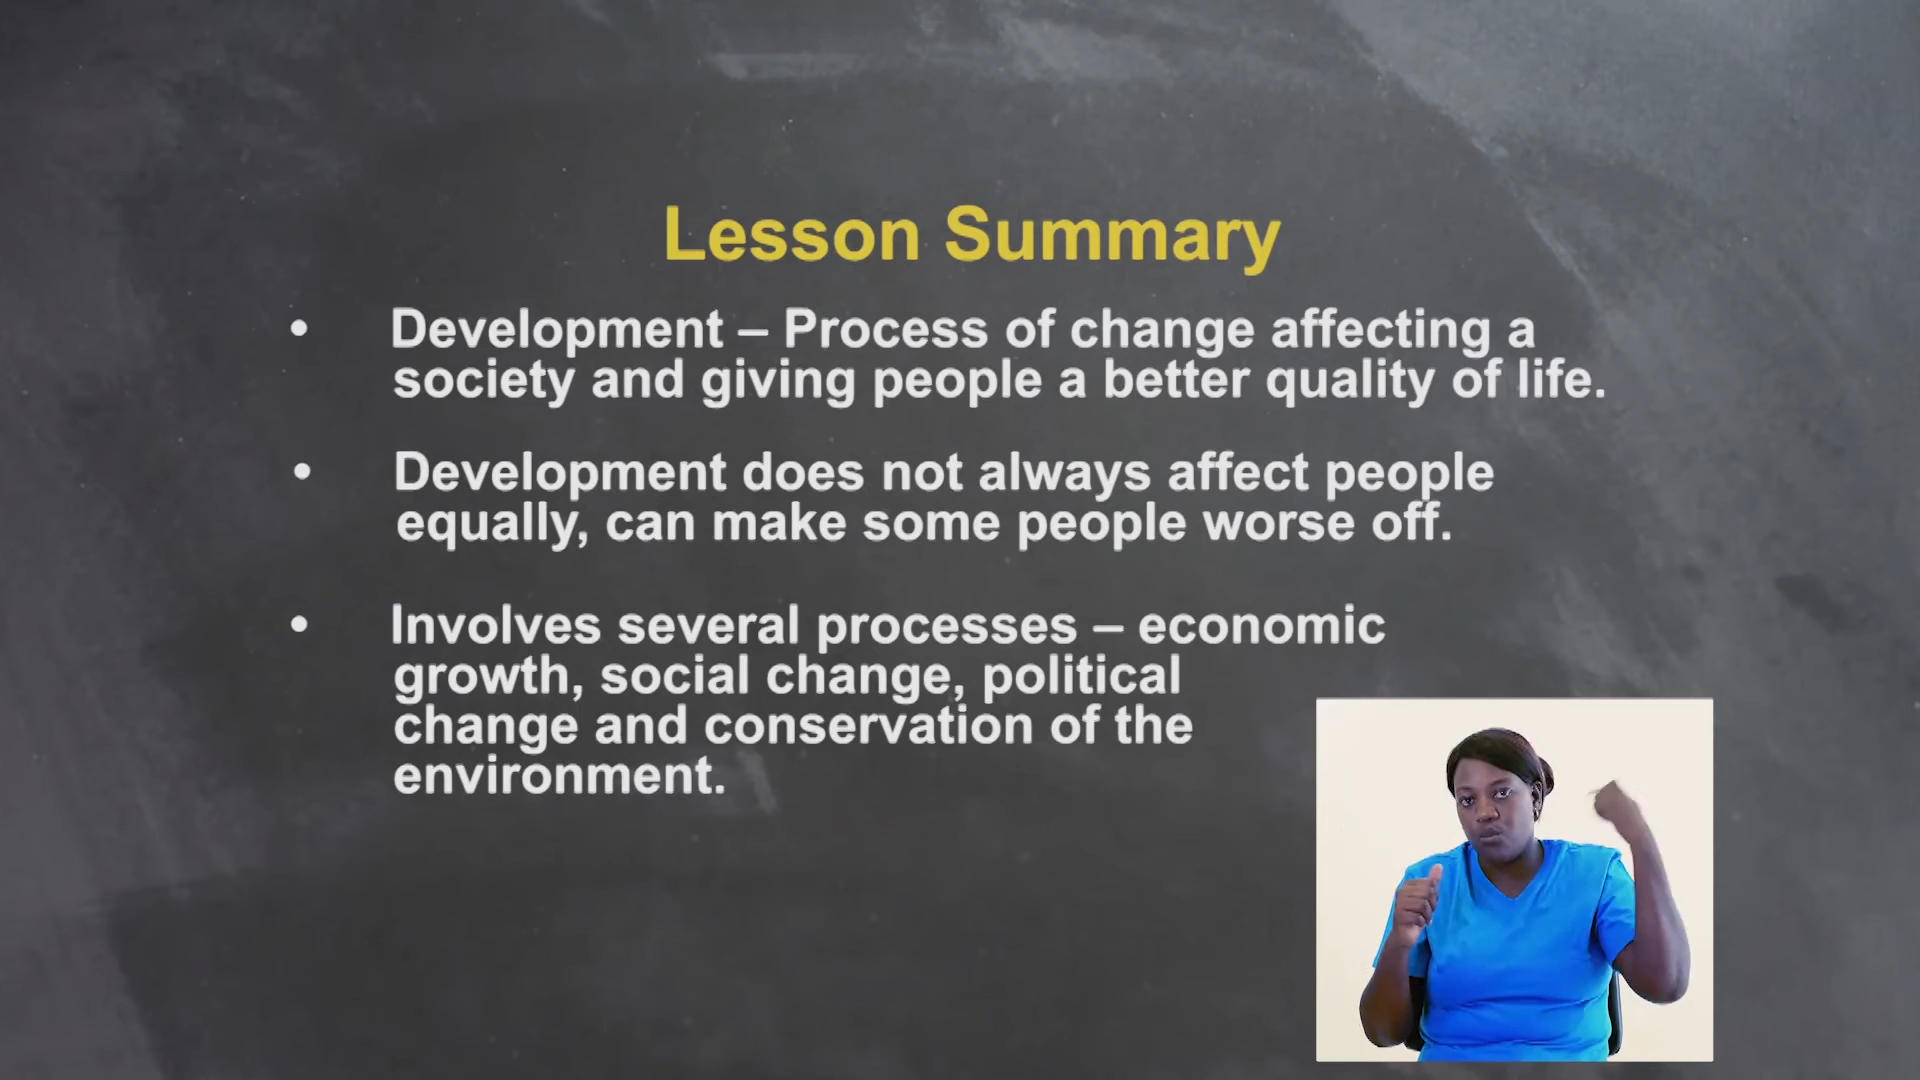 Lesson Summary
• Development – Process of change affecting a
society and giving people a better quality of life.
• Development does not always affect people
equally, can make some people worse off.
• Involves several processes – economic
growth, social change, political
change and conservation of the
environment.